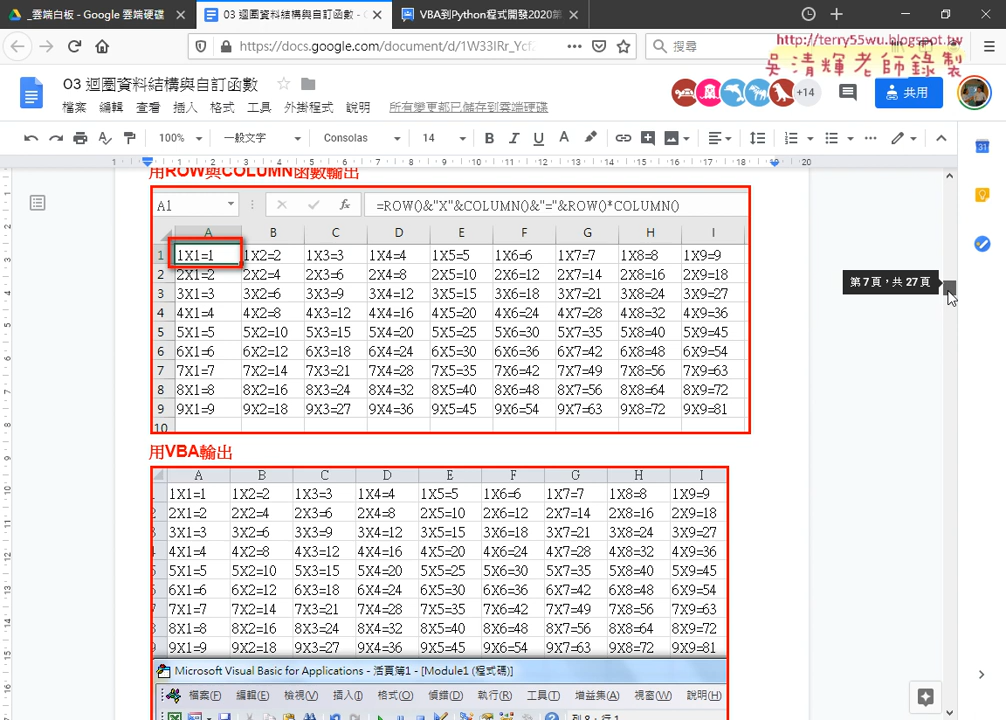 _雲端白板 - Google 雲端硬碟
03 迴圈資料結構與自訂函數 - G
VBA到Python程式開發2020第
https://docs.google.com/document/d/1W33IRr_Ycf
搜尋
http://terry55wu.blogspot.tw
吳清輝老師錄製
03 迴圈資料結構與自訂函數
+14
共用
檔案 編輯 查看 插入 格式 工具 外掛程式 說明 所有變更都已儲存到雲端硬碟
100% 一般文字 Consolas 14 B I U A
1 1 2 3 4 5 6 7 8 9 10 11 12 13 14 15 16 17 18 19 20
31
用ROW與COLUMN函數輸出
A1 fx =ROW()&"X"&COLUMN()&"="&ROW()*COLUMN()
A B C D E F G H I
1 1X1=1 1X2=2 1X3=3 1X4=4 1X5=5 1X6=6 1X7=7 1X8=8 1X9=9
2 2X1=2 2X2=4 2X3=6 2X4=8 2X5=10 2X6=12 2X7=14 2X8=16 2X9=18
3 3X1=3 3X2=6 3X3=9 3X4=12 3X5=15 3X6=18 3X7=21 3X8=24 3X9=27
4 4X1=4 4X2=8 4X3=12 4X4=16 4X5=20 4X6=24 4X7=28 4X8=32 4X9=36
5 5X1=5 5X2=10 5X3=15 5X4=20 5X5=25 5X6=30 5X7=35 5X8=40 5X9=45
6 6X1=6 6X2=12 6X3=18 6X4=24 6X5=30 6X6=36 6X7=42 6X8=48 6X9=54
7 7X1=7 7X2=14 7X3=21 7X4=28 7X5=35 7X6=42 7X7=49 7X8=56 7X9=63
8 8X1=8 8X2=16 8X3=24 8X4=32 8X5=40 8X6=48 8X7=56 8X8=64 8X9=72
9 9X1=9 9X2=18 9X3=27 9X4=36 9X5=45 9X6=54 9X7=63 9X8=72 9X9=81
10
第 7 頁，共 27 頁
用VBA輸出
A B C D E F G H I
1X1=1 1X2=2 1X3=3 1X4=4 1X5=5 1X6=6 1X7=7 1X8=8 1X9=9
2X1=2 2X2=4 2X3=6 2X4=8 2X5=10 2X6=12 2X7=14 2X8=16 2X9=18
3X1=3 3X2=6 3X3=9 3X4=12 3X5=15 3X6=18 3X7=21 3X8=24 3X9=27
4X1=4 4X2=8 4X3=12 4X4=16 4X5=20 4X6=24 4X7=28 4X8=32 4X9=36
5X1=5 5X2=10 5X3=15 5X4=20 5X5=25 5X6=30 5X7=35 5X8=40 5X9=45
6X1=6 6X2=12 6X3=18 6X4=24 6X5=30 6X6=36 6X7=42 6X8=48 6X9=54
7X1=7 7X2=14 7X3=21 7X4=28 7X5=35 7X6=42 7X7=49 7X8=56 7X9=63
8X1=8 8X2=16 8X3=24 8X4=32 8X5=40 8X6=48 8X7=56 8X8=64 8X9=72
9X1=9 9X2=18 9X3=27 9X4=36 9X5=45 9X6=54 9X7=63 9X8=72 9X9=81
Microsoft Visual Basic for Applications - 活頁簿1 - [Module1 (程式碼)]
檔案(F) 編輯(E) 檢視(V) 插入(I) 格式(O) 偵錯(D) 執行(R) 工具(T) 增益集(A) 視窗(W) 說明(H)
列 8，行 1